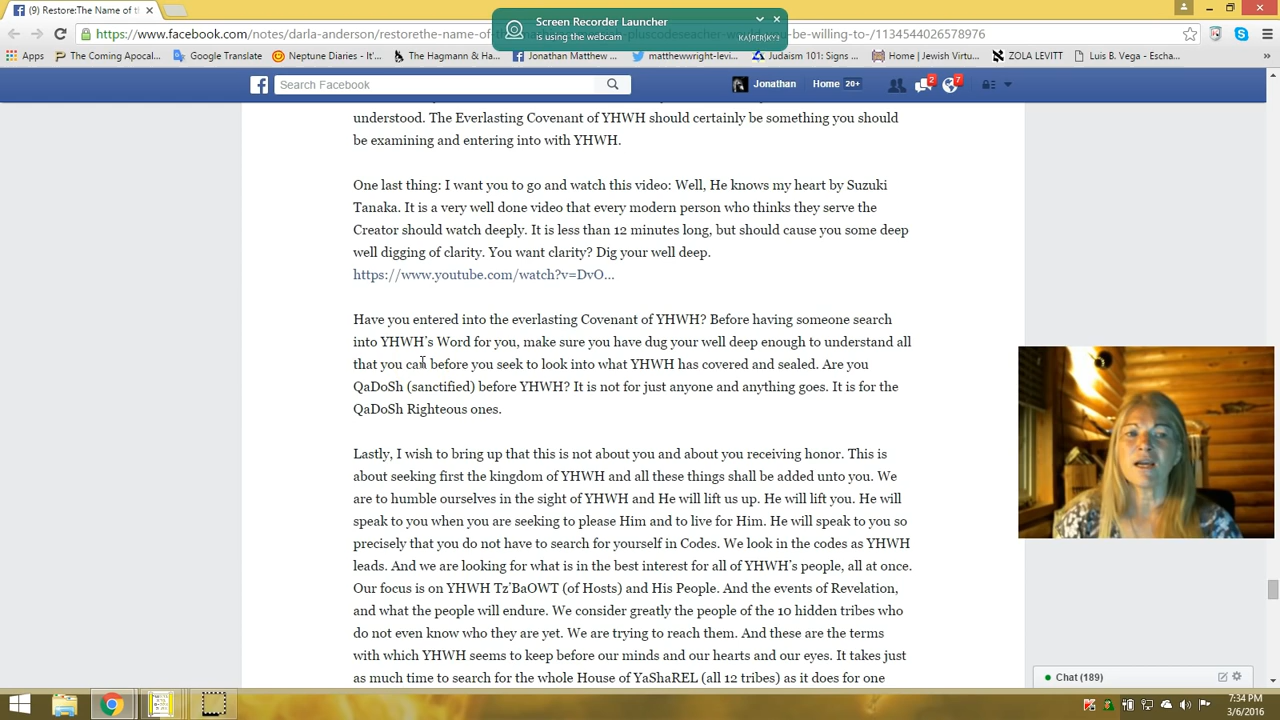 (9) Restore:The Name of t
Screen Recorder Launcher
is using the webcam
KASPERSKY
https://www.facebook.com/notes/darla-anderson/restorethe-name-of-
/1134544026578976
Apps
The Coming Apocal...
Google Translate
Neptune Diaries - It'...
The Hagmann & H...
Jonathan Matthew...
matthewwright-levi...
Judaism 101: Searc...
Home | Jewish Virtu...
ZOLA LEVITT
Luis B. Vega - Escha...
Search Facebook
Jonathan
Home 20+
2
7
understood. The Everlasting Covenant of YHWH should certainly be something you should
be examining and entering into with YHWH.
One last thing: I want you to go and watch this video: Well, He knows my heart by Suzuki
Tanaka. It is a very well done video that every modern person who thinks they serve the
Creator should watch deeply. It is less than 12 minutes long, but should cause you some deep
well digging of clarity. You want clarity? Dig your well deep.
https://www.youtube.com/watch?v=DvO...
Have you entered into the everlasting Covenant of YHWH? Before having someone search
into YHWH's Word for you, make sure you have dug your well deep enough to understand all
that you can before you seek to look into what YHWH has covered and sealed. Are you
QaDoSh (sanctified) before YHWH? It is not for just anyone and anything goes. It is for the
QaDoSh Righteous ones.
Lastly, I wish to bring up that this is not about you and about you receiving honor. This is
about seeking first the kingdom of YHWH and all these things shall be added unto you. We
are to humble ourselves in the sight of YHWH and He will lift us up. He will lift you. He will
speak to you when you are seeking to please Him and to live for Him. He will speak to you so
precisely that you do not have to search for yourself in Codes. We look in the codes as YHWH
leads. And we are looking for what is in the best interest for all of YHWH's people, all at once.
Our focus is on YHWH Tz'BaOWT (of Hosts) and His People. And the events of Revelation,
and what the people will endure. We consider greatly the people of the 10 hidden tribes who
do not even know who they are yet. We are trying to reach them. And these are the terms
with which YHWH seems to keep before our minds and our hearts and our eyes. It takes just
as much time to search for the whole House of YaShaREL (all 12 tribes) as it does for one
Chat (189)
7:34 PM
3/6/2016